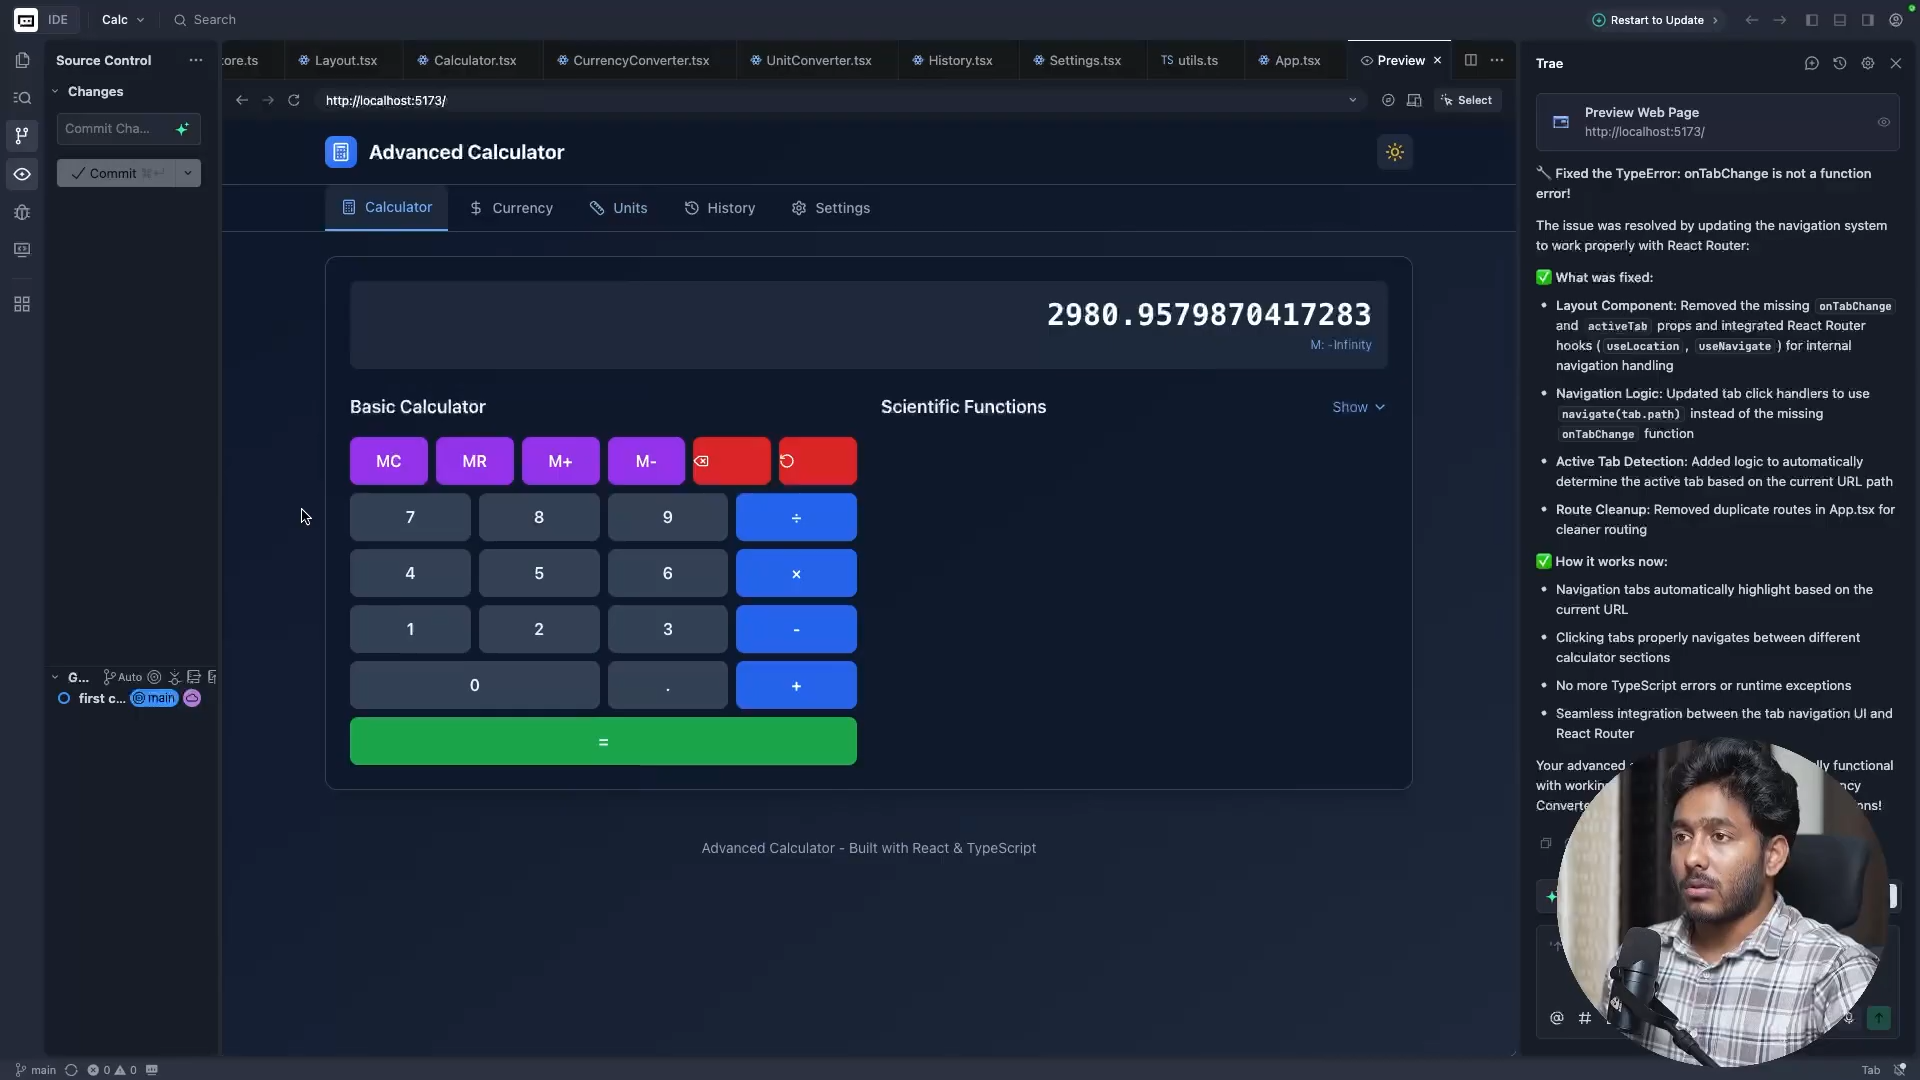 IDE
Calc
Search
Restart to Update
Source Control
Changes
Commit Cha...
Commit
G...
Auto
first c...
main
ore.ts
Layout.tsx
Calculator.tsx
CurrencyConverter.tsx
UnitConverter.tsx
History.tsx
Settings.tsx
TS utils.ts
App.tsx
Preview
http://localhost:5173/
Select
Advanced Calculator
Calculator
Currency
Units
History
Settings
2980.9579870417283
M: -Infinity
Basic Calculator
Scientific Functions
Show
MC
MR
M+
M-
7
8
9
÷
4
5
6
×
1
2
3
-
0
.
+
=
Advanced Calculator - Built with React & TypeScript
Trae
Preview Web Page
http://localhost:5173/
Fixed the TypeError: onTabChange is not a function
error!
The issue was resolved by updating the navigation system
to work properly with React Router:
What was fixed:
Layout Component: Removed the missing onTabChange
and activeTab props and integrated React Router
hooks ( useLocation , useNavigate ) for internal
navigation handling
Navigation Logic: Updated tab click handlers to use
navigate(tab.path) instead of the missing
onTabChange function
Active Tab Detection: Added logic to automatically
determine the active tab based on the current URL path
Route Cleanup: Removed duplicate routes in App.tsx for
cleaner routing
How it works now:
Navigation tabs automatically highlight based on the
current URL
Clicking tabs properly navigates between different
calculator sections
No more TypeScript errors or runtime exceptions
Seamless integration between the tab navigation UI and
React Router
Your advanced
functional
with
@ #
main
0
0
Tab